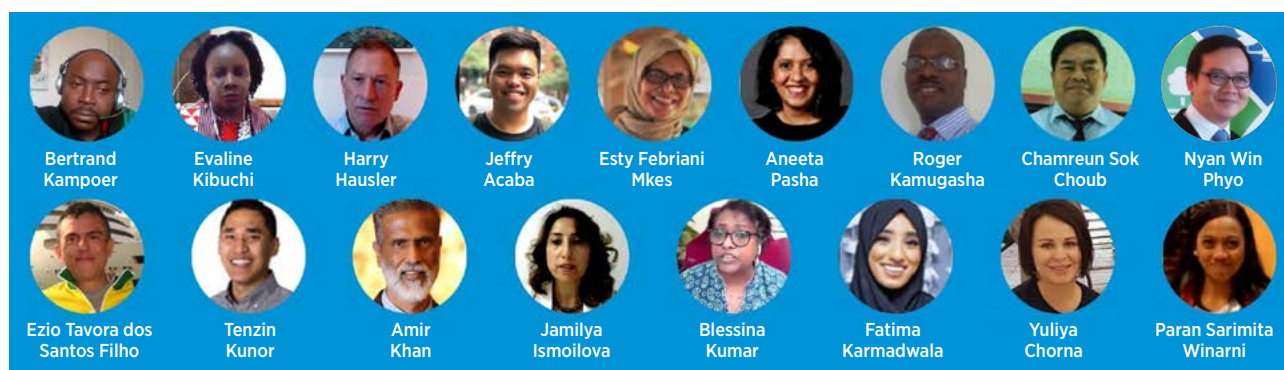 Bertrand
Kampoer
Evaline
Kibuchi
Harry
Hausler
Jeffry
Acaba
Esty Febriani
Mkes
Aneeta
Pasha
Roger
Kamugasha
Chamreun Sok
Choub
Nyan Win
Phyo
Ezio Tavora dos
Santos Filho
Tenzin
Kunor
Amir
Khan
Jamilya
Ismoilova
Blessina
Kumar
Fatima
Karmadwala
Yuliya
Chorna
Paran Sarimita
Winarni